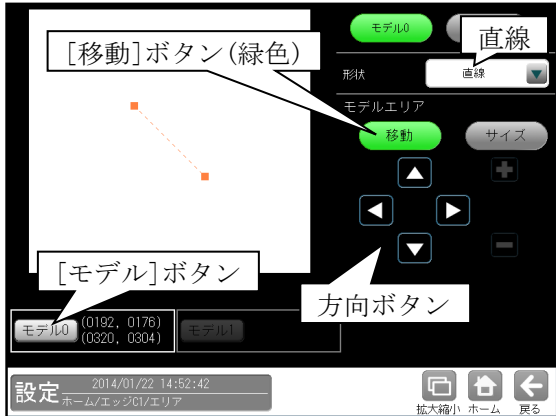 モデル0
直線
[移動]ボタン(緑色)
形状
直線
モデルエリア
移動
サイズ
[モデル]ボタン
方向ボタン
モデル0
(0192, 0176)
(0320, 0304)
モデル1
設定
2014/01/22 14:52:42
ホーム/エッジC1/エリア
拡大縮小
ホーム
戻る